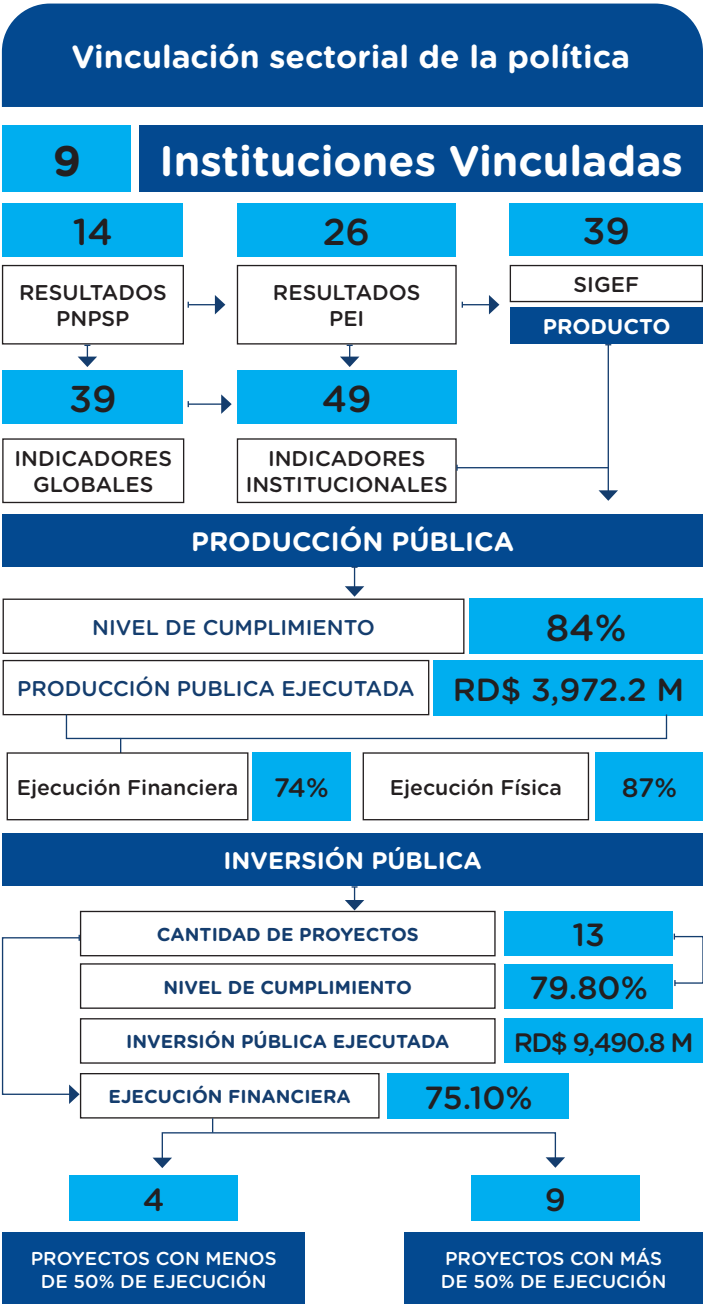 Vinculación sectorial de la política
9
Instituciones Vinculadas
14
26
39
RESULTADOS
PNPSP
RESULTADOS
PEI
SIGEF
PRODUCTO
39
49
INDICADORES
GLOBALES
INDICADORES
INSTITUCIONALES
PRODUCCIÓN PÚBLICA
NIVEL DE CUMPLIMIENTO
84%
PRODUCCIÓN PUBLICA EJECUTADA
RD$ 3,972.2 M
Ejecución Financiera
74%
Ejecución Física
87%
INVERSIÓN PÚBLICA
CANTIDAD DE PROYECTOS
13
NIVEL DE CUMPLIMIENTO
79.80%
INVERSIÓN PÚBLICA EJECUTADA
RD$ 9,490.8 M
EJECUCIÓN FINANCIERA
75.10%
4
9
PROYECTOS CON MENOS
DE 50% DE EJECUCIÓN
PROYECTOS CON MÁS
DE 50% DE EJECUCIÓN